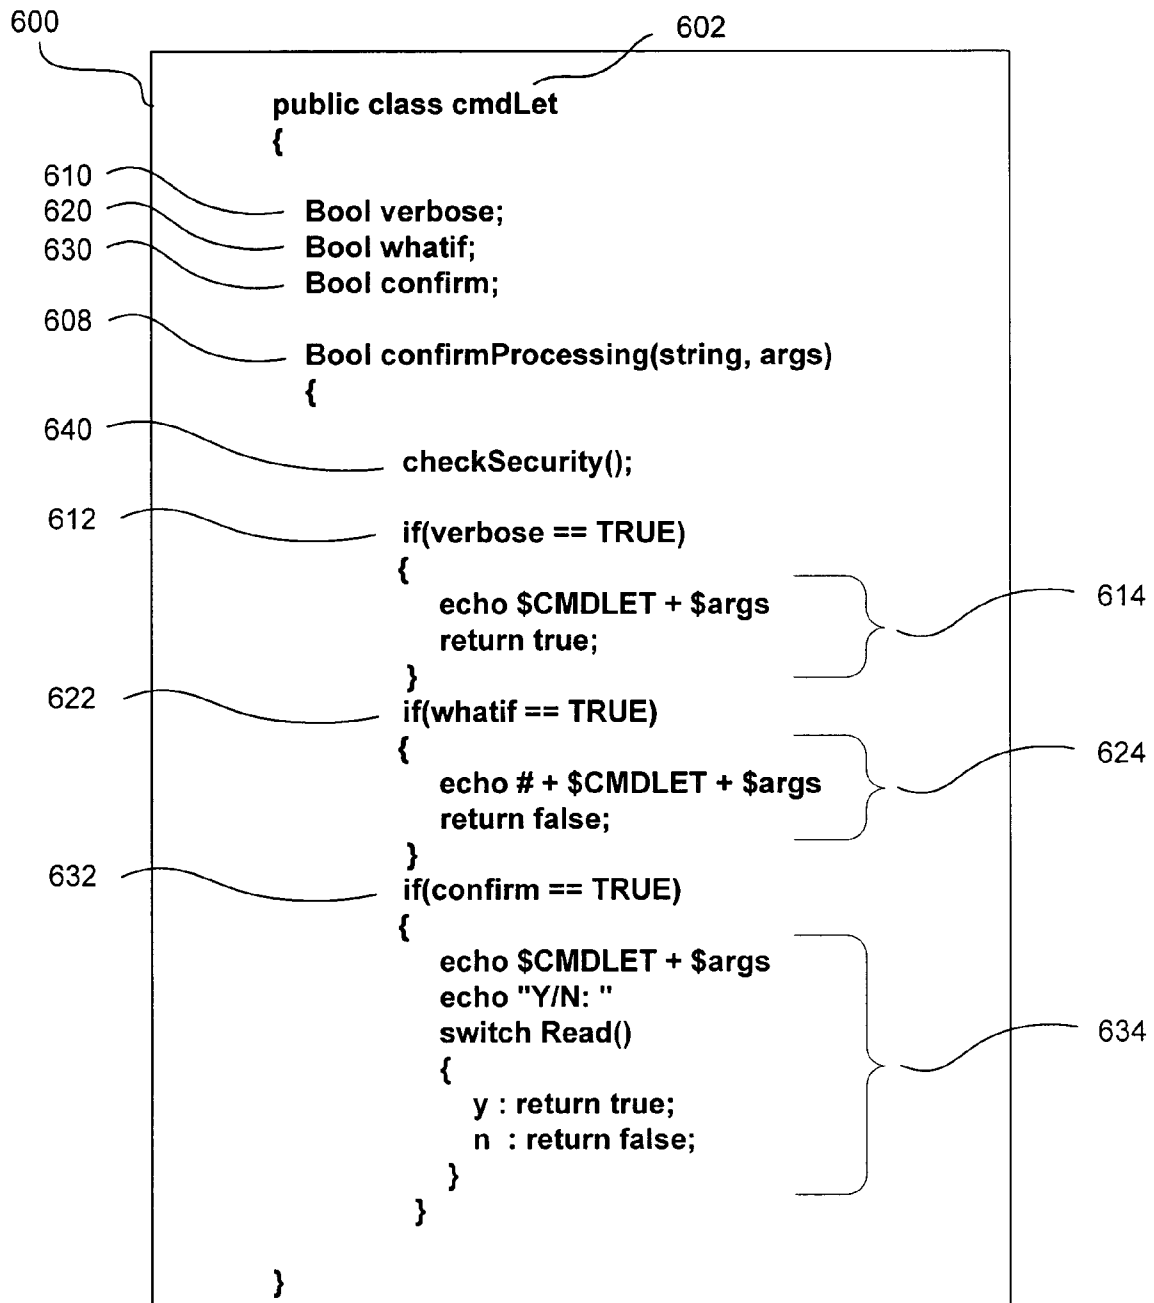 600
602
public class cmdLet
{
610
Bool verbose;
620
Bool whatif;
630
Bool confirm;
608
Bool confirmProcessing(string, args)
{
640
checkSecurity();
612
if(verbose == TRUE)
{
echo $CMDLET + $args
614
return true;
}
622
if(whatif == TRUE)
{
624
echo # + $CMDLET + $args
return false;
}
632
if(confirm == TRUE)
{
echo $CMDLET + $args
echo "Y/N: "
switch Read()
634
{
y : return true;
n : return false;
}
}
}